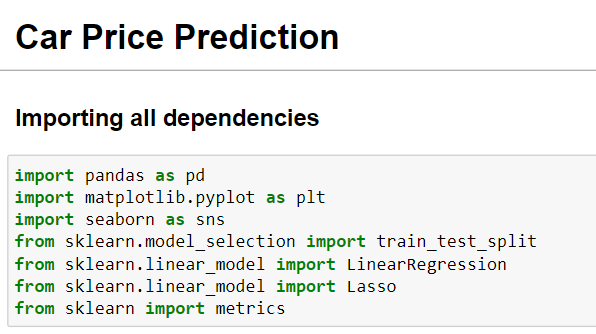 Car Price Prediction
Importing all dependencies
import pandas as pd
import matplotlib.pyplot as plt
import seaborn as sns
from sklearn.model_selection import train_test_split
from sklearn.linear_model import LinearRegression
from sklearn.linear_model import Lasso
from sklearn import metrics